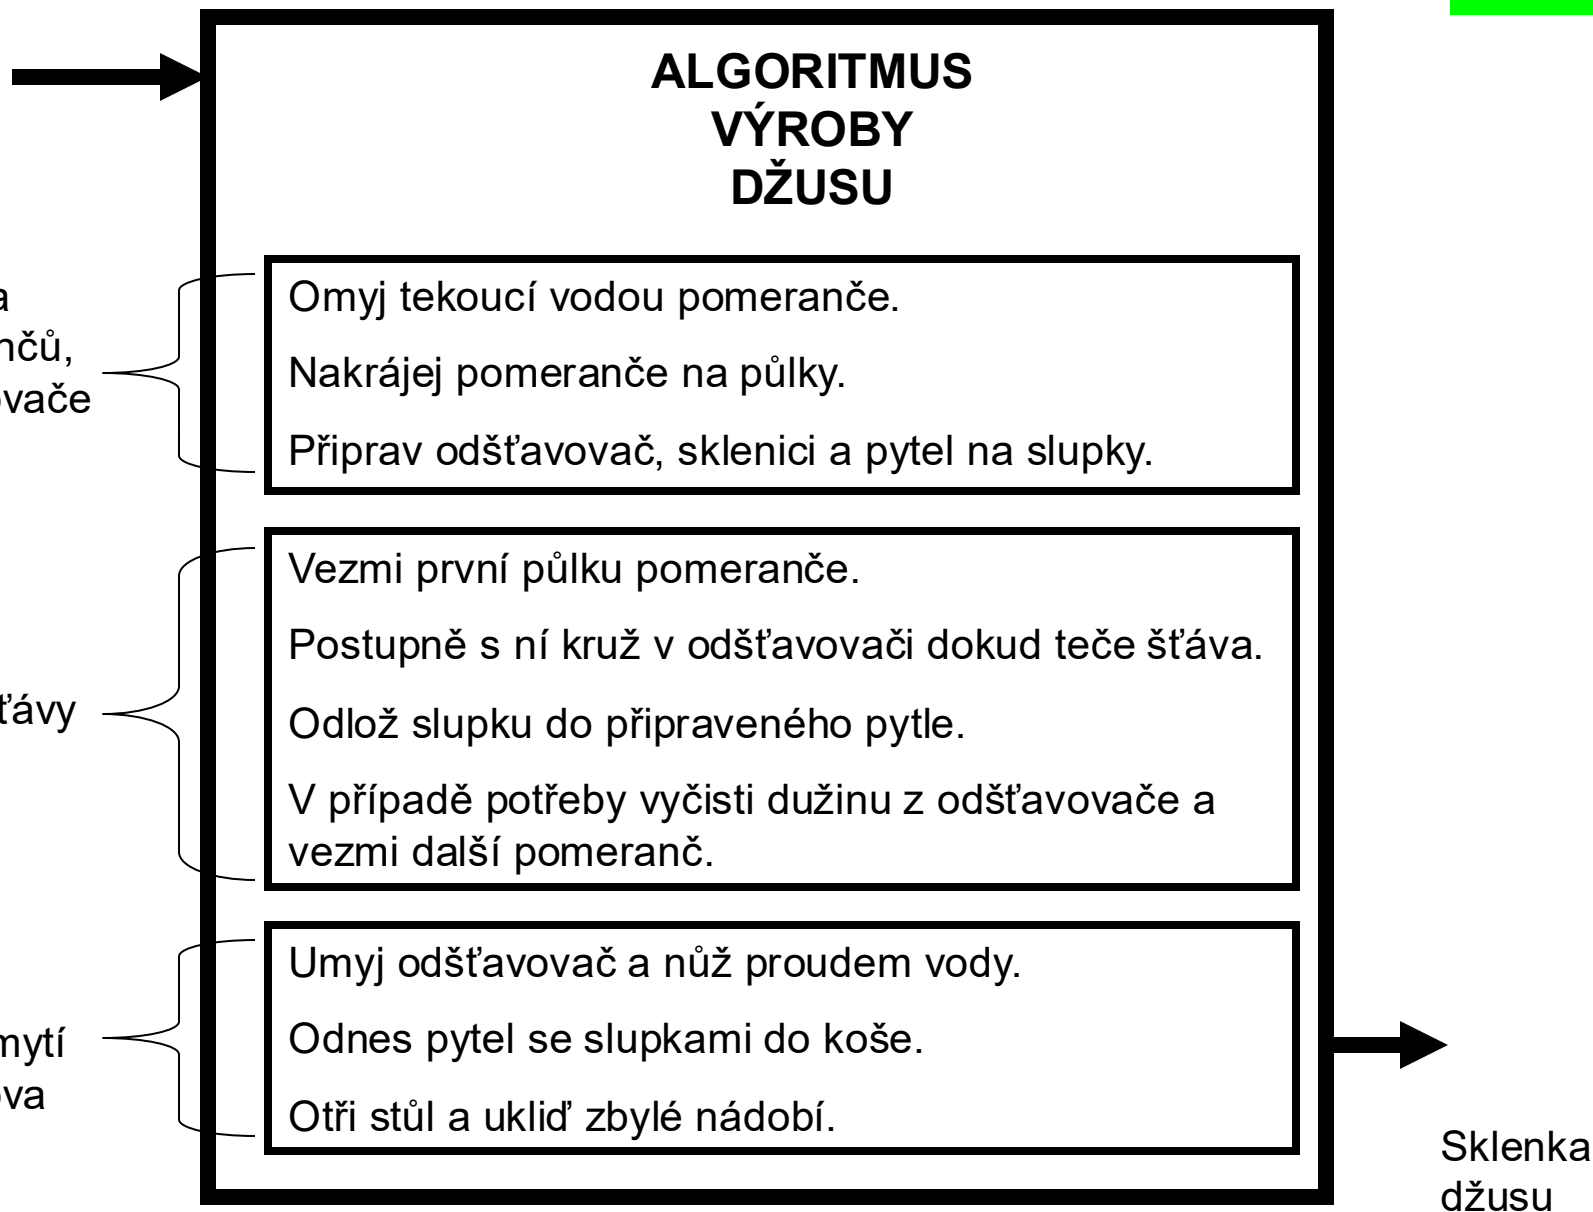 ALGORITMUS
VÝROBY
DŽUSU
Omyj tekoucí vodou pomeranče.
Nakrájej pomeranče na půlky.
Připrav odšťavovač, sklenici a pytel na slupky.
Vezmi první půlku pomeranče.
Postupně s ní kruž v odšťavovači dokud teče šťáva.
Odlož slupku do připraveného pytle.
V případě potřeby vyčisti dužinu z odšťavovače a
vezmi další pomeranč.
Umyj odšťavovač a nůž proudem vody.
Odnes pytel se slupkami do koše.
Otři stůl a ukliď zbylé nádobí.
Sklenka
džusu